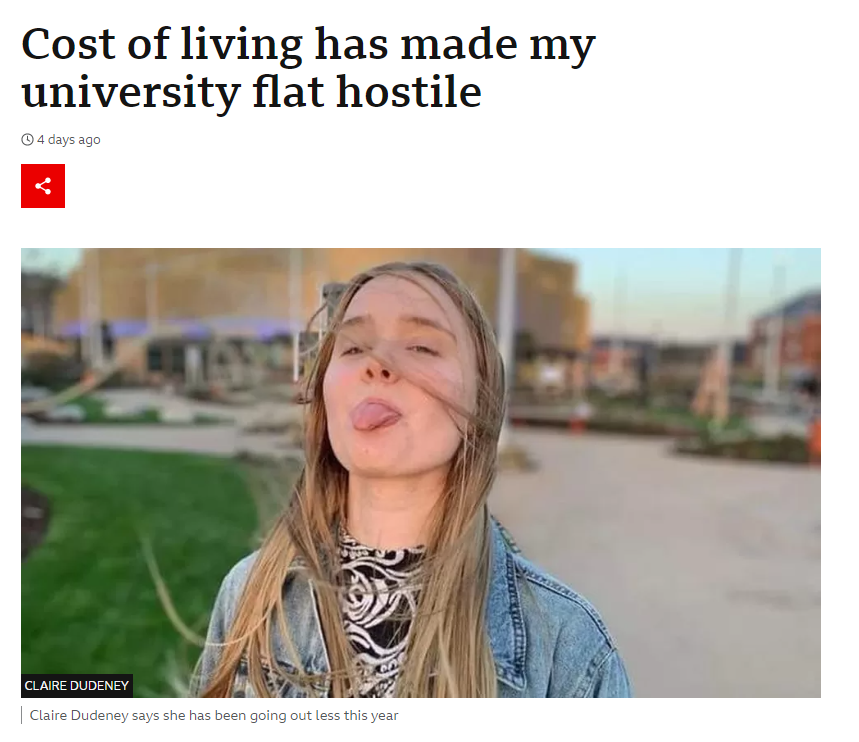 Cost of living has made my
university flat hostile
4 days ago
CLAIRE DUDENEY
Claire Dudeney says she has been going out less this year